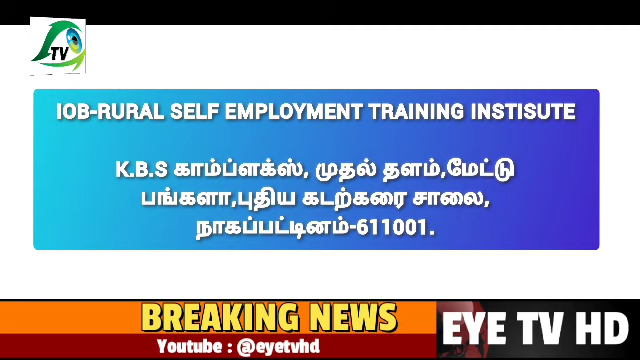 TV
IOB-RURAL SELF EMPLOYMENT TRAINING INSTISUTE
K.B.S காம்ப்ளக்ஸ், முதல் தளம்,மேட்டு
பங்களா,புதிய கடற்கரை சாலை,
நாகப்பட்டினம்-611001.
BREAKING NEWS
EYE TV HD
Youtube : @eyetvhd